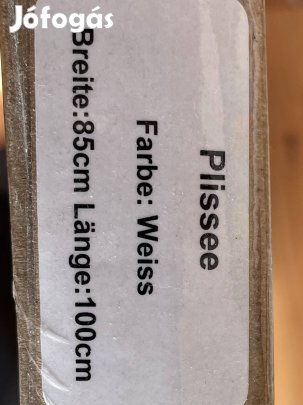 Jófogás
Plissee
Farbe: Weiss
Breite:85cm Länge:100cm